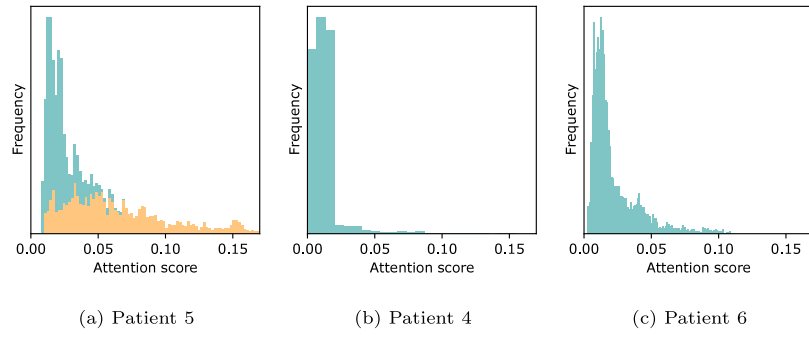 Frequency
0.00 0.05 0.10 0.15
Attention score
(a) Patient 5
Frequency
0.00 0.05 0.10 0.15
Attention score
(b) Patient 4
Frequency
0.00 0.05 0.10 0.15
Attention score
(c) Patient 6